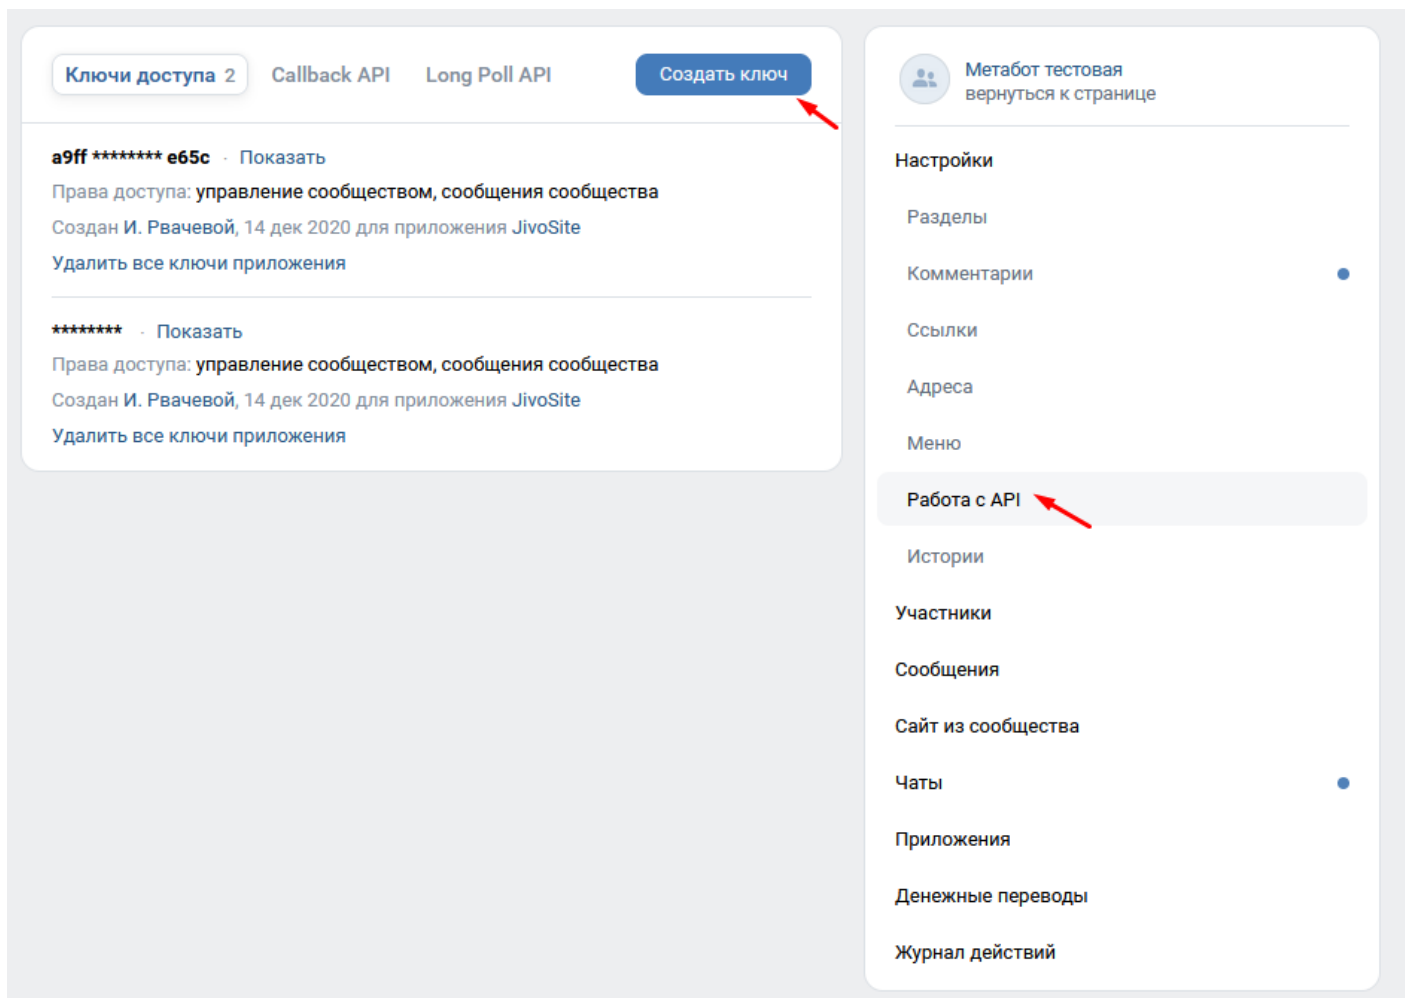 Ключи доступа 2 Callback API Long Poll API Создать ключ
a9ff ******** e65c · Показать
Права доступа: управление сообществом, сообщения сообщества
Создан И. Рвачевой, 14 дек 2020 для приложения JivoSite
Удалить все ключи приложения
******** · Показать
Права доступа: управление сообществом, сообщения сообщества
Создан И. Рвачевой, 14 дек 2020 для приложения JivoSite
Удалить все ключи приложения
Метабот тестовая
вернуться к странице
Настройки
Разделы
Комментарии
Ссылки
Адреса
Меню
Работа с API
Истории
Участники
Сообщения
Сайт из сообщества
Чаты
Приложения
Денежные переводы
Журнал действий